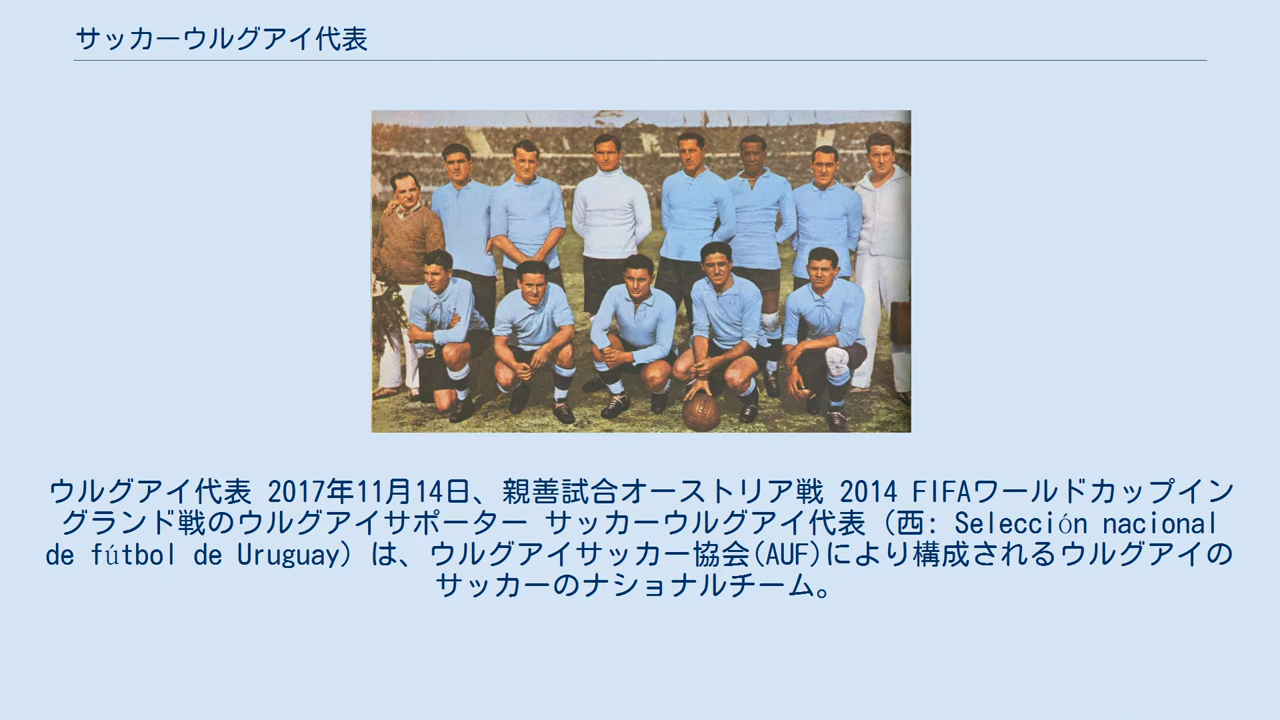 サッカーウルグアイ代表
ウルグアイ代表 2017年11月14日、親善試合オーストリア戦 2014 FIFAワールドカップイン
グランド戦のウルグアイサポーター サッカーウルグアイ代表（西: Selección nacional
de fútbol de Uruguay）は、ウルグアイサッカー協会(AUF)により構成されるウルグアイの
サッカーのナショナルチーム。